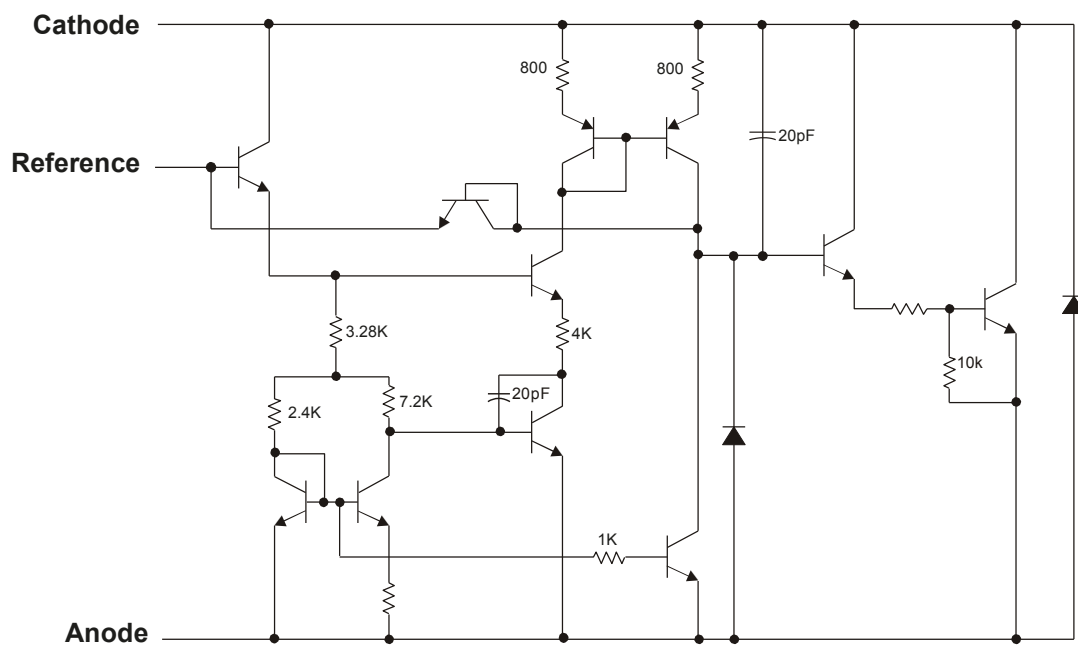 Cathode
800
800
20pF
Reference
3.28K
4K
2.4K
7.2K
20pF
10k
1K
Anode